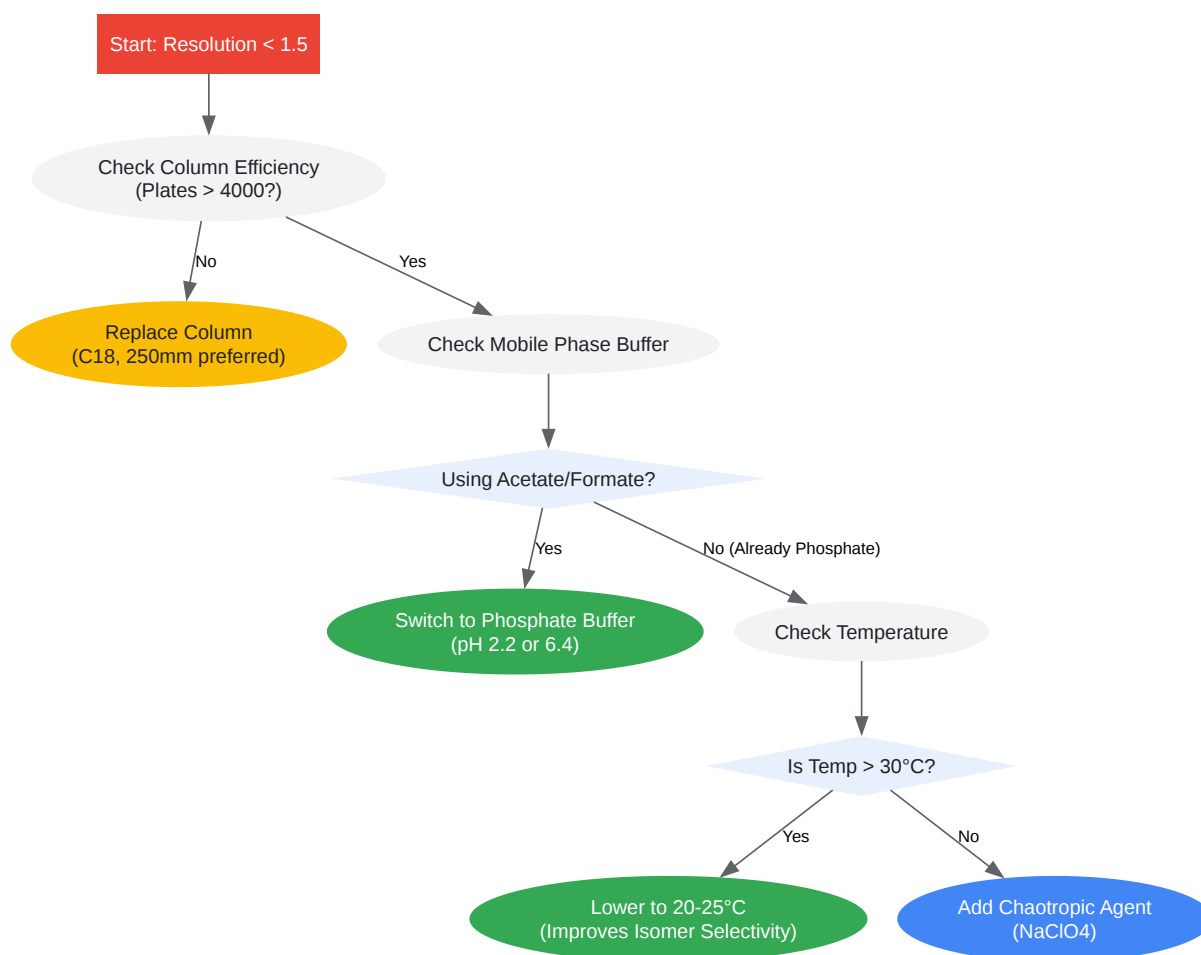 Start: Resolution < 1.5
Check Column Efficiency
(Plates > 4000?)
No
Yes
Replace Column
(C18, 250mm preferred)
Check Mobile Phase Buffer
Using Acetate/Formate?
Yes
No (Already Phosphate)
Switch to Phosphate Buffer
(pH 2.2 or 6.4)
Check Temperature
Is Temp > 30°C?
Yes
No
Lower to 20-25°C
(Improves Isomer Selectivity)
Add Chaotropic Agent
(NaClO4)